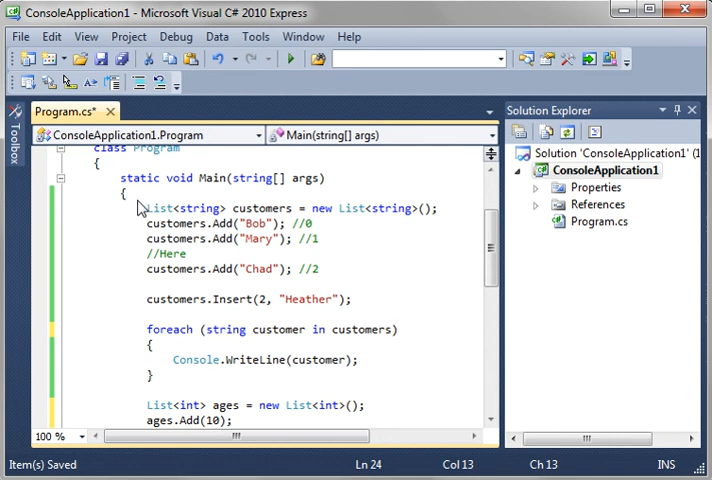 ConsoleApplication1 - Microsoft Visual C# 2010 Express
File Edit View Project Debug Data Tools Window Help
Program.cs*
ConsoleApplication1.Program
Main(string[] args)
Toolbox
class Program
{
static void Main(string[] args)
{
List<string> customers = new List<string>();
customers.Add("Bob"); //0
customers.Add("Mary"); //1
//Here
customers.Add("Chad"); //2
customers.Insert(2, "Heather");
foreach (string customer in customers)
{
Console.WriteLine(customer);
}
List<int> ages = new List<int>();
ages.Add(10);
100 %
Solution Explorer
Solution 'ConsoleApplication1' (1
ConsoleApplication1
Properties
References
Program.cs
Item(s) Saved
Ln 24
Col 13
Ch 13
INS